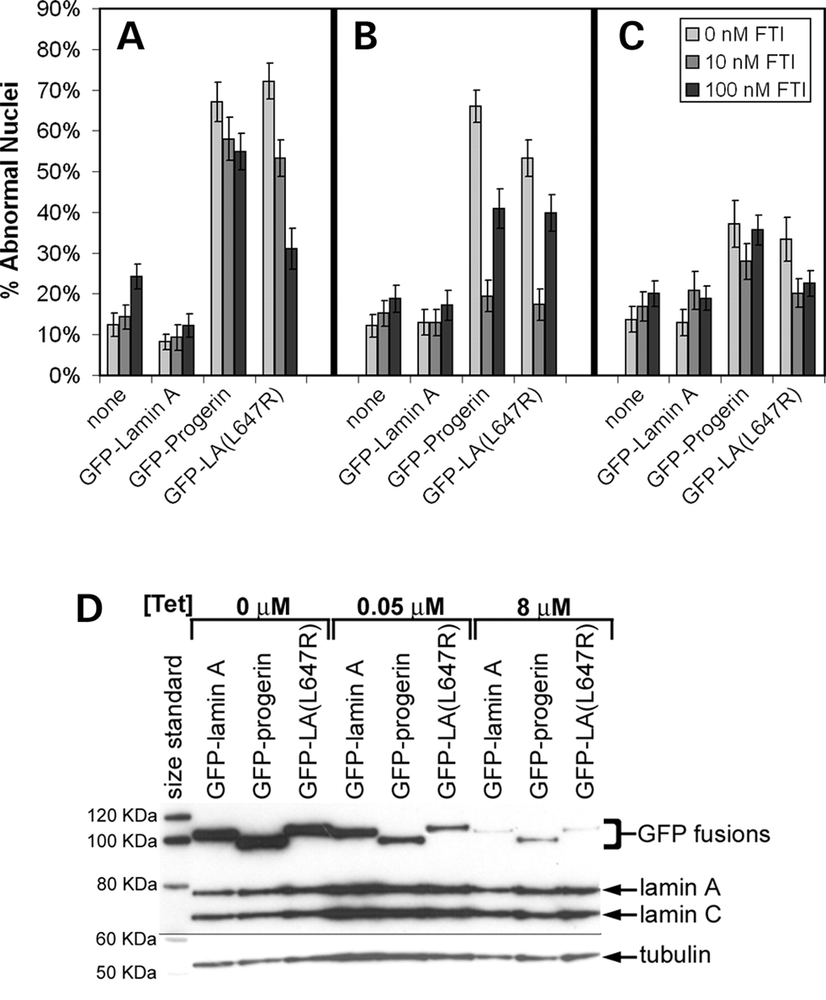 % Abnormal Nuclei
90%
80%
70%
60%
50%
40%
30%
20%
10%
0%
A
B
C
0 nM FTI
10 nM FTI
100 nM FTI
none
GFP-Lamin A
GFP-Progerin
GFP-LA(L647R)
none
GFP-Lamin A
GFP-Progerin
GFP-LA(L647R)
none
GFP-Lamin A
GFP-Progerin
GFP-LA(L647R)
D
[Tet] 0 μM 0.05 μM 8 μM
size standard
GFP-lamin A
GFP-progerin
GFP-LA(L647R)
GFP-lamin A
GFP-progerin
GFP-LA(L647R)
GFP-lamin A
GFP-progerin
GFP-LA(L647R)
120 KDa
100 KDa
80 KDa
60 KDa
50 KDa
GFP fusions
lamin A
lamin C
tubulin